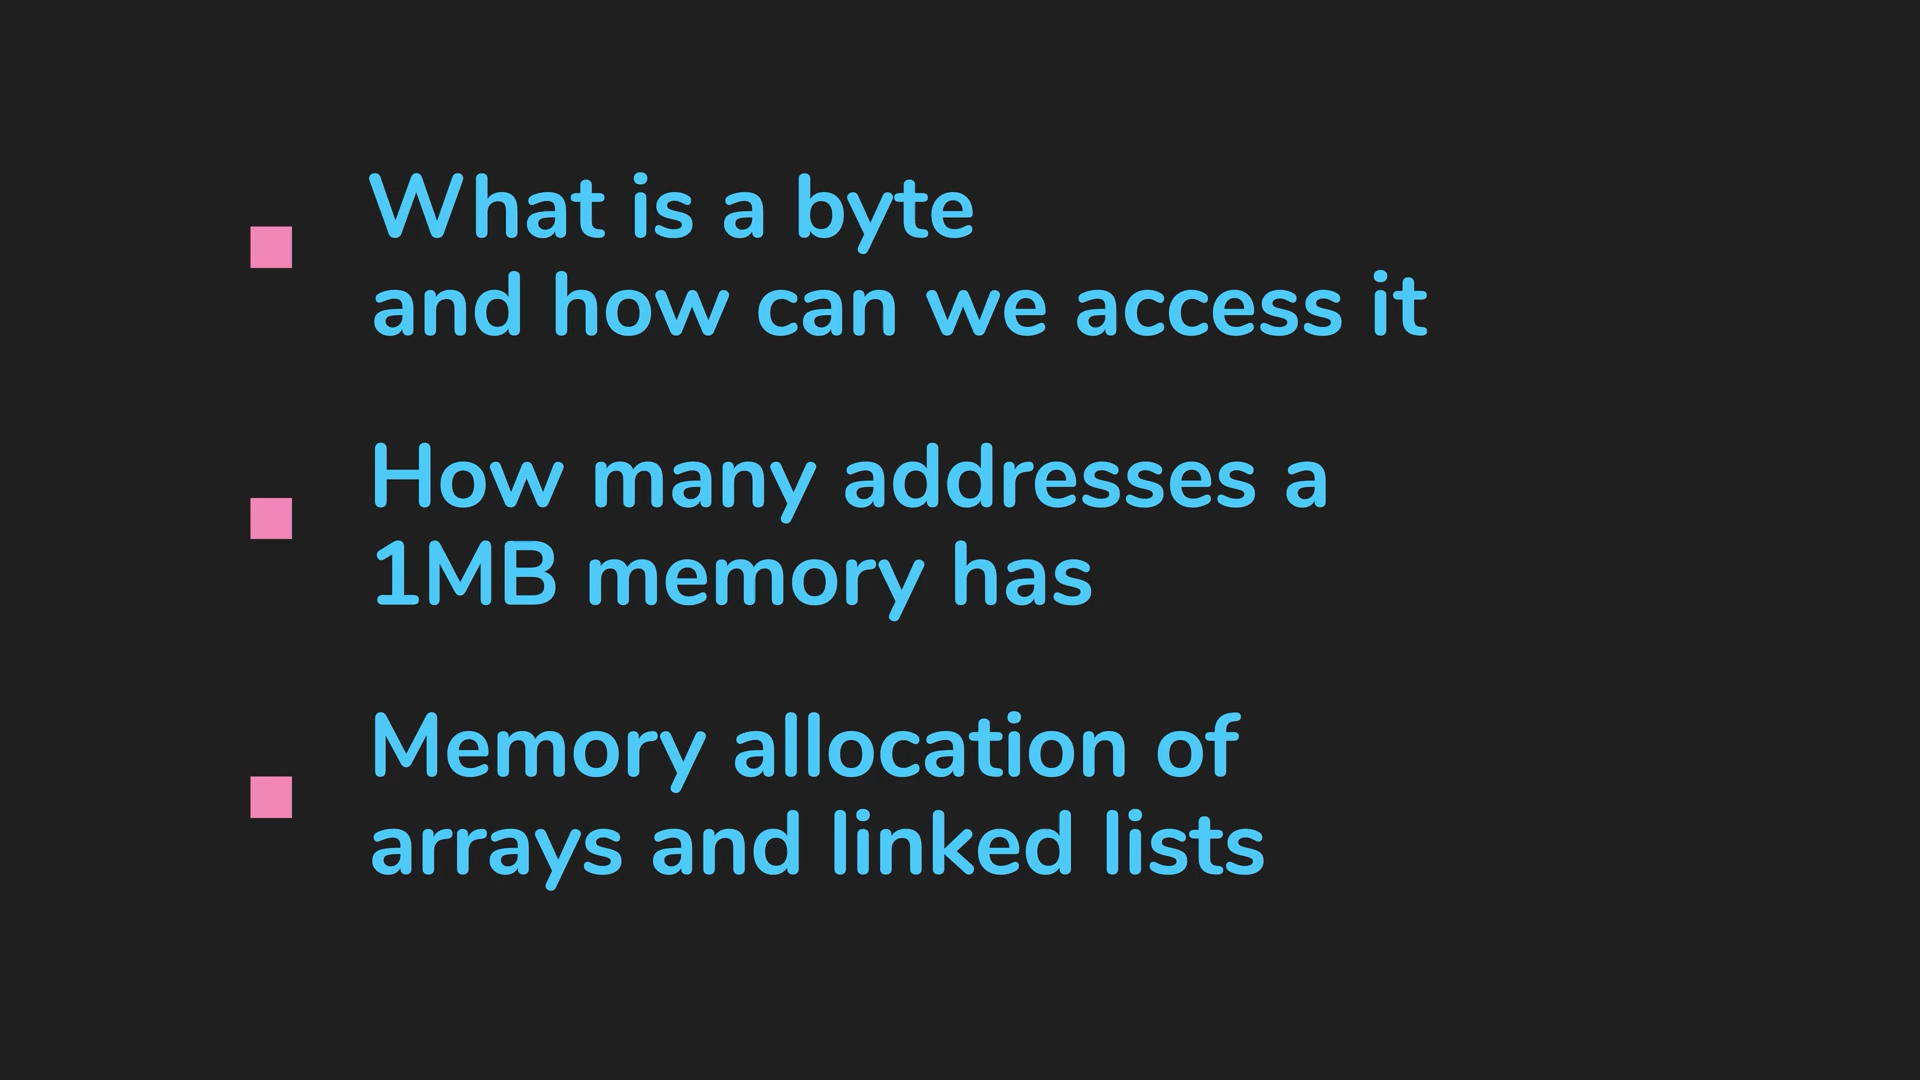 What is a byte
and how can we access it
How many addresses a
1MB memory has
Memory allocation of
arrays and linked lists